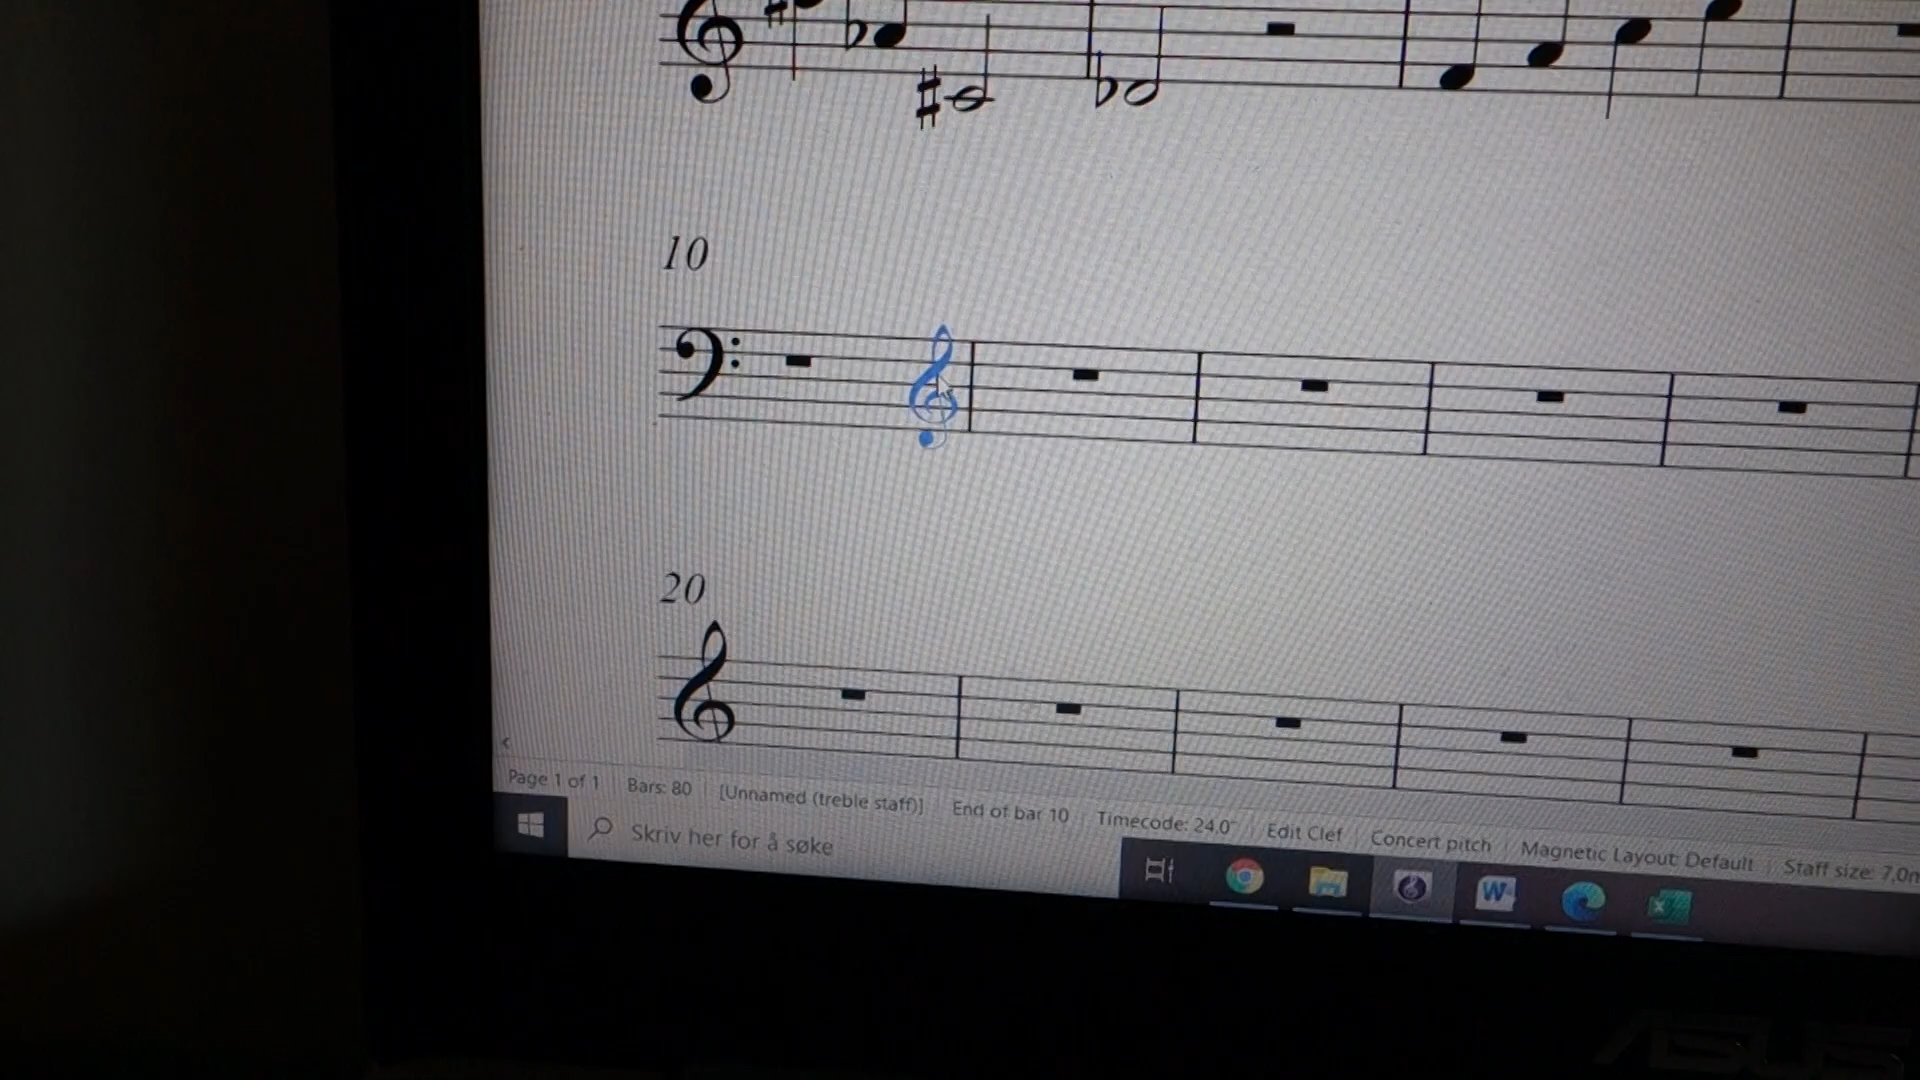 10
20
Page 1 of 1 Bars: 80 [Unnamed (treble staff)] End of bar 10 Timecode: 24.0" Edit Clef Concert pitch Magnetic Layout: Default Staff size: 7,0m
Skriv her for å søke
ASUS